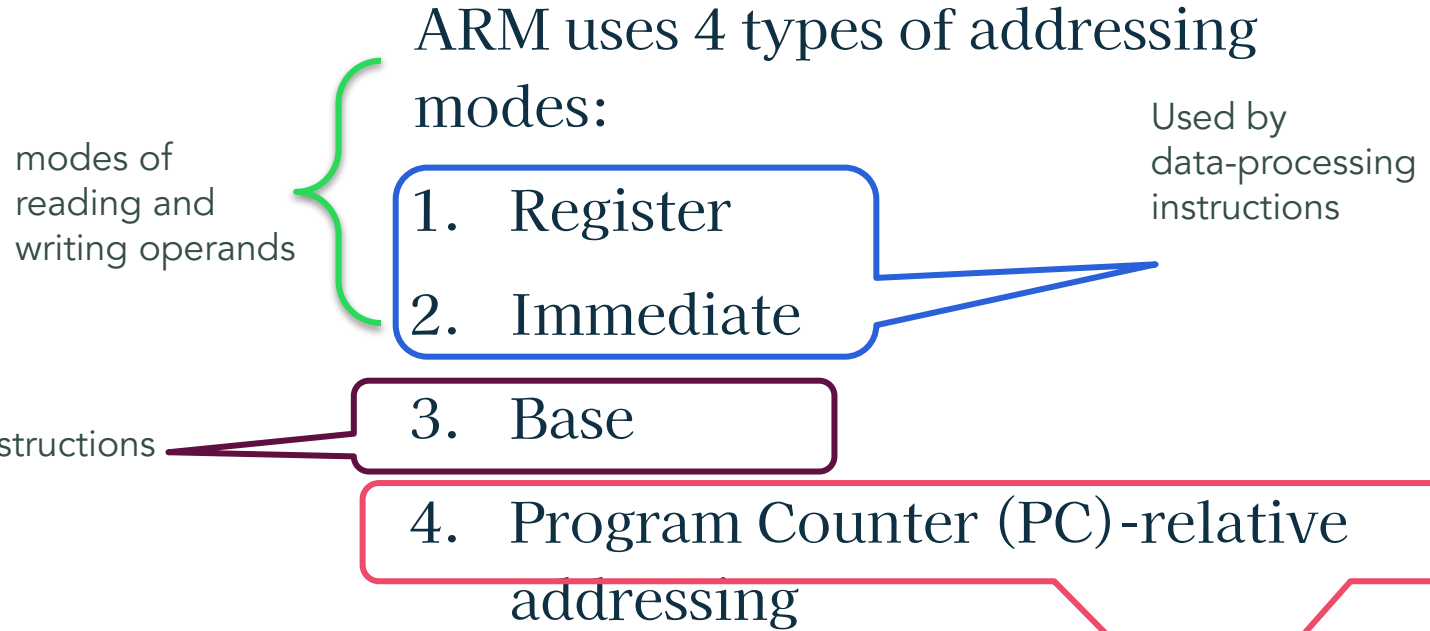 ARM uses 4 types of addressing
modes:
Used by
data-processing
instructions
modes of
reading and
writing operands
1. Register
2. Immediate
3. Base
structions
4. Program Counter (PC)-relative
addressing